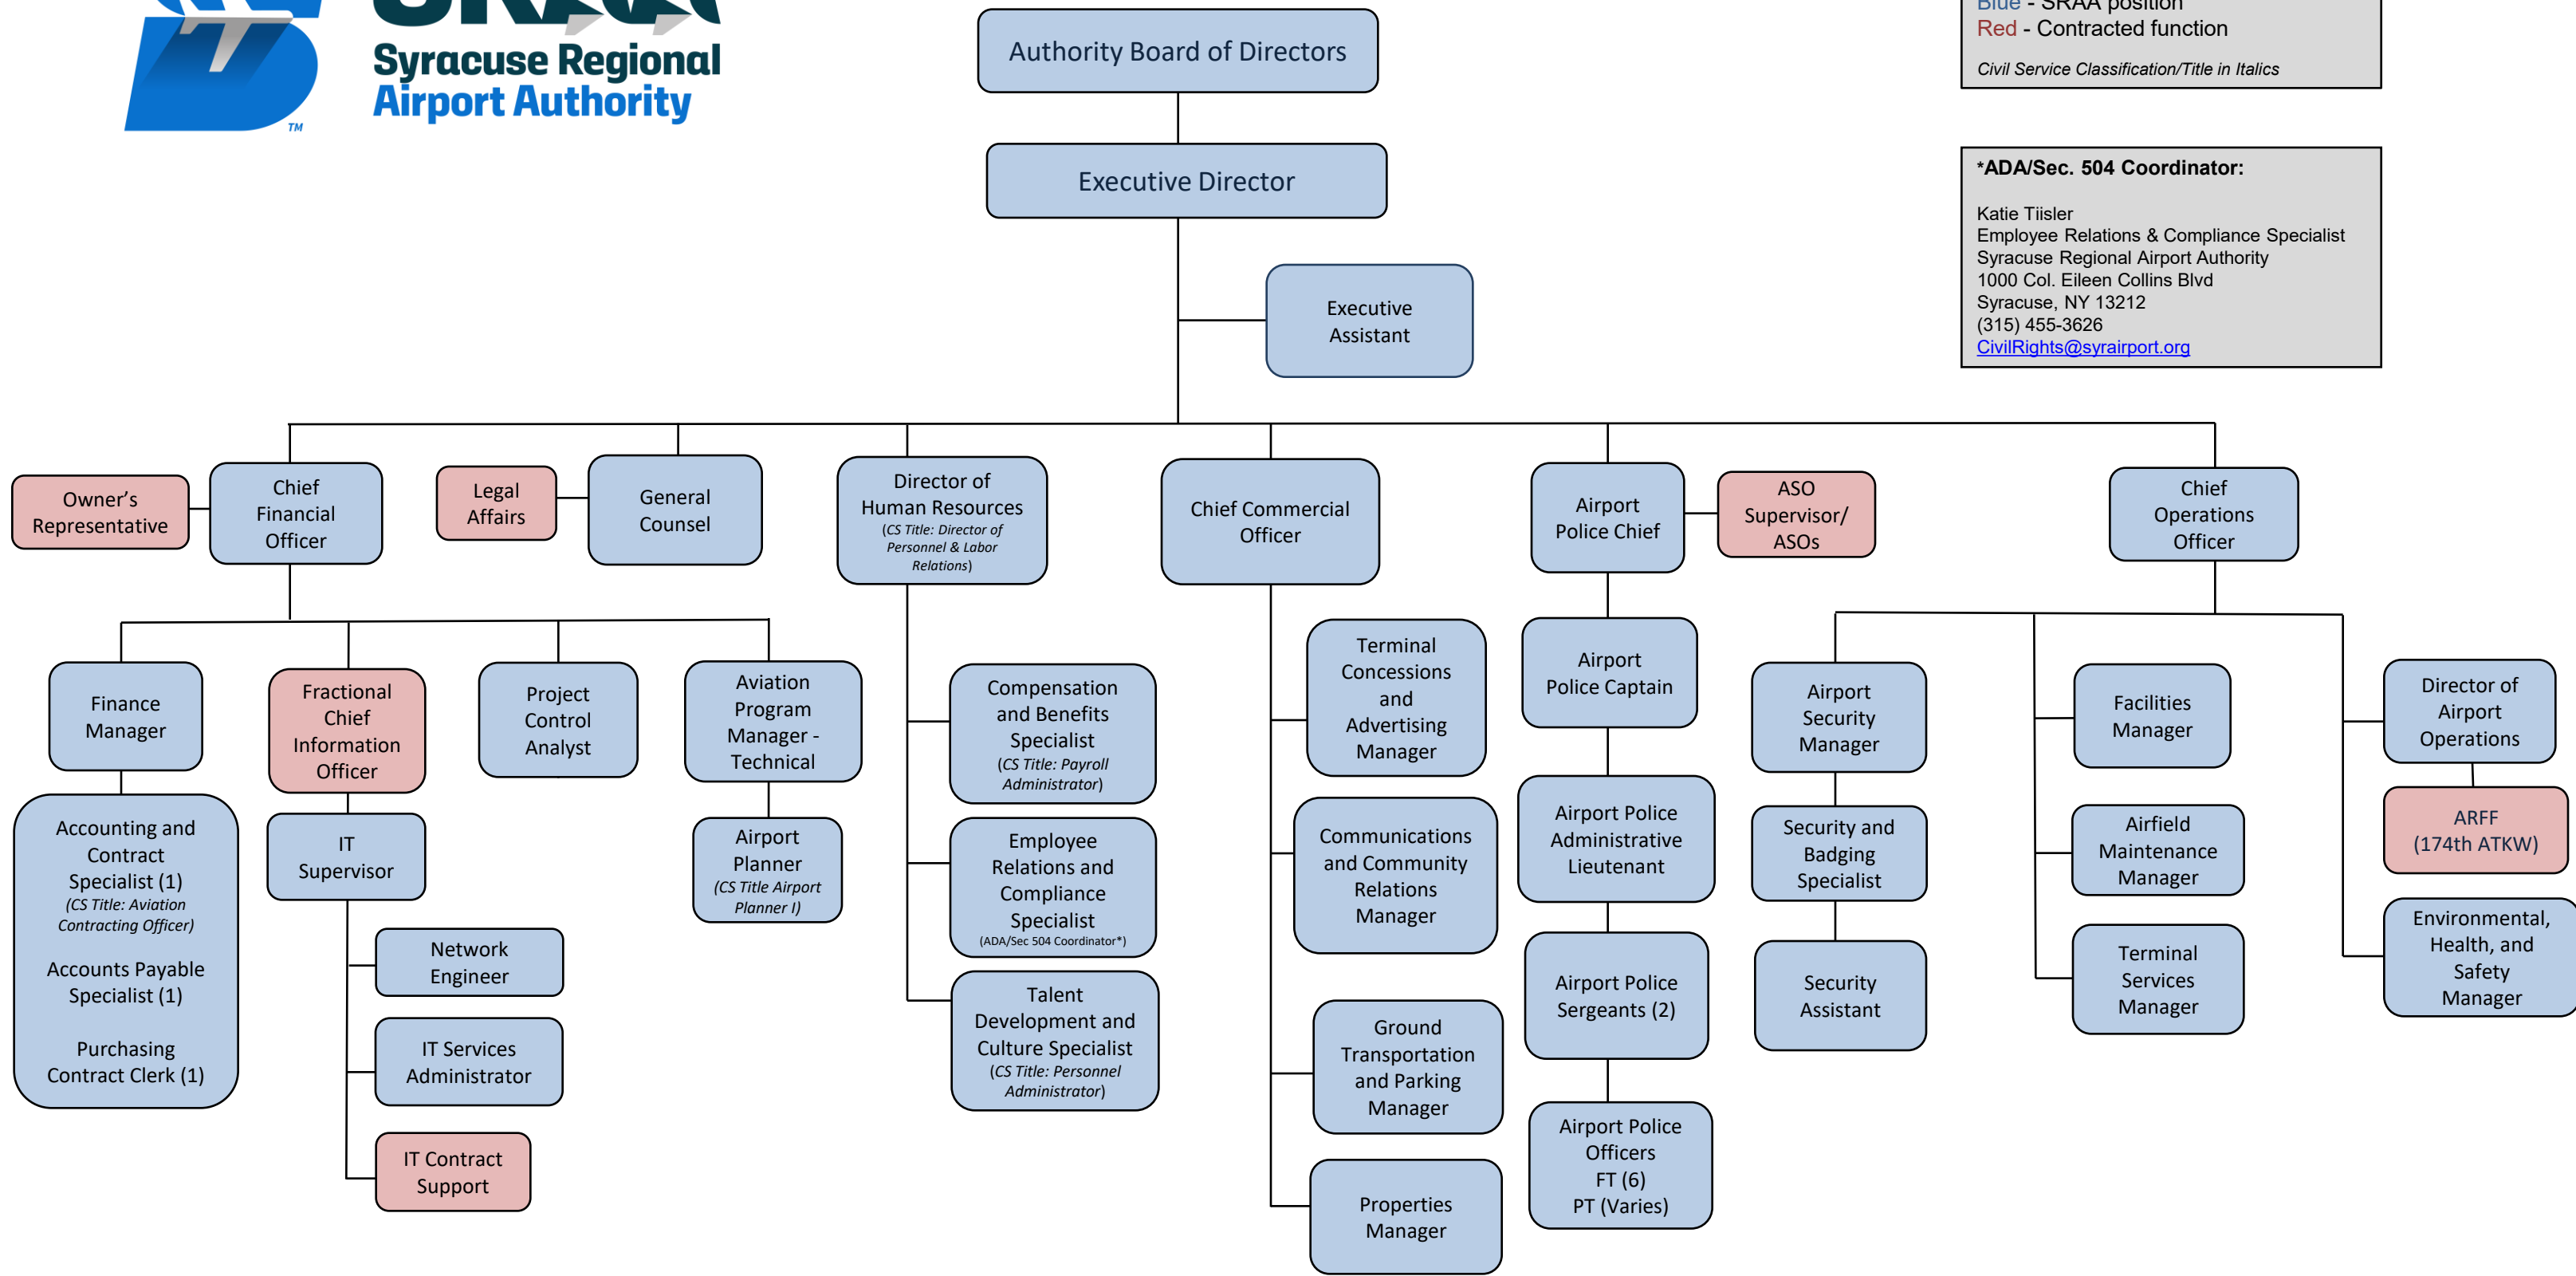 Syracuse Regional
Airport Authority
TM
Authority Board of Directors
Blue - SRAA position
Red - Contracted function
Civil Service Classification/Title in Italics
Executive Director
*ADA/Sec. 504 Coordinator:
Katie Tiisler
Employee Relations & Compliance Specialist
Syracuse Regional Airport Authority
1000 Col. Eileen Collins Blvd
Syracuse, NY 13212
(315) 455-3626
CivilRights@syrairport.org
Executive
Assistant
Owner's
Representative
Chief
Financial
Officer
Legal
Affairs
General
Counsel
Director of
Human Resources
(CS Title: Director of
Personnel & Labor
Relations)
Chief Commercial
Officer
Airport
Police Chief
ASO
Supervisor/
ASOs
Chief
Operations
Officer
Finance
Manager
Fractional
Chief
Information
Officer
Project
Control
Analyst
Aviation
Program
Manager -
Technical
Accounting and
Contract
Specialist (1)
(CS Title: Aviation
Contracting Officer)
Accounts Payable
Specialist (1)
Purchasing
Contract Clerk (1)
IT
Supervisor
Network
Engineer
IT Services
Administrator
IT Contract
Support
Airport
Planner
(CS Title Airport
Planner I)
Compensation
and Benefits
Specialist
(CS Title: Payroll
Administrator)
Employee
Relations and
Compliance
Specialist
(ADA/Sec 504 Coordinator*)
Talent
Development and
Culture Specialist
(CS Title: Personnel
Administrator)
Terminal
Concessions
and
Advertising
Manager
Communications
and Community
Relations
Manager
Ground
Transportation
and Parking
Manager
Properties
Manager
Airport
Police Captain
Airport Police
Administrative
Lieutenant
Airport Police
Sergeants (2)
Airport Police
Officers
FT (6)
PT (Varies)
Airport
Security
Manager
Security and
Badging
Specialist
Security
Assistant
Facilities
Manager
Airfield
Maintenance
Manager
Terminal
Services
Manager
Director of
Airport
Operations
ARFF
(174th ATKW)
Environmental,
Health, and
Safety
Manager